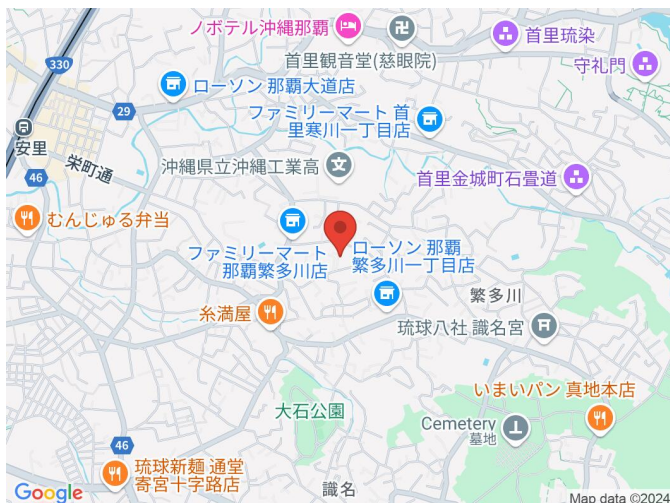 ノボテル沖縄那覇
首里観音堂(慈眼院)
首里琉染
守礼門
330
ローソン 那覇大道店
29
ファミリーマート 首
里寒川一丁目店
安里
栄町通
46
沖縄県立沖縄工業高
首里金城町石畳道
むんじゅる弁当
ファミリーマート
那覇繁多川店
ローソン 那覇
繁多川一丁目店
繁多川
糸満屋
琉球八社 識名宮
大石公園
いまいパン 真地本店
Cemetery
墓地
46
琉球新麺 通堂
寄宮十字路店
識名
Google
Map data ©2024